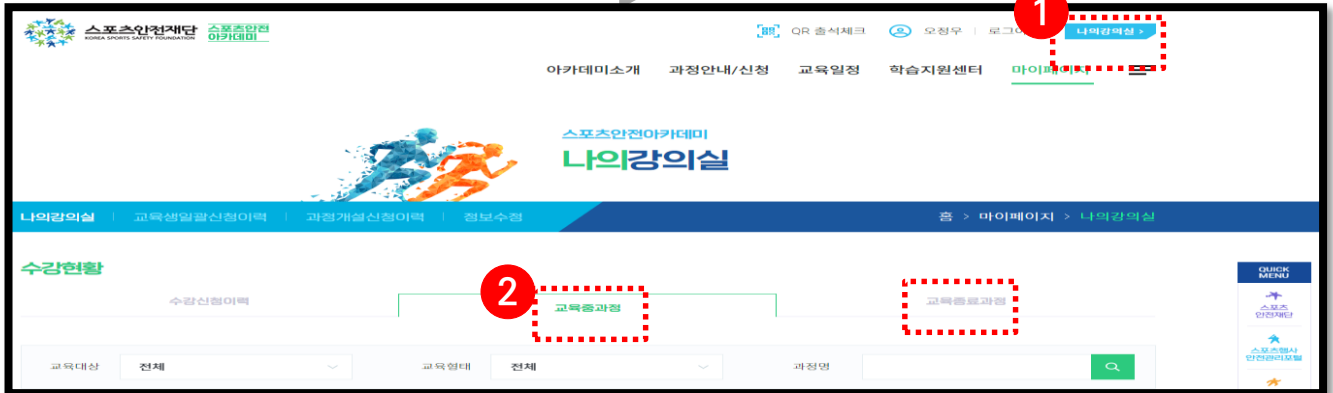 1
스포츠안전재단 스포츠안전
KOREA SPORTS SAFETY FOUNDATION 아카데미
QR 출석체크 오정우 로그아 나의강의실 >
아카데미소개 과정안내/신청 교육일정 학습지원센터 마이페이지
스포츠안전아카데미
나의강의실
나의강의실 교육생일괄신청이력 과정개설신청이력 정보수정 홈 > 마이페이지 > 나의강의실
수강현황
QUICK
MENU
2
수강신청이력 교육중과정 교육종료과정
스포츠
안전재단
스포츠행사
안전관리포털
교육대상 전체 교육형태 전체 과정명